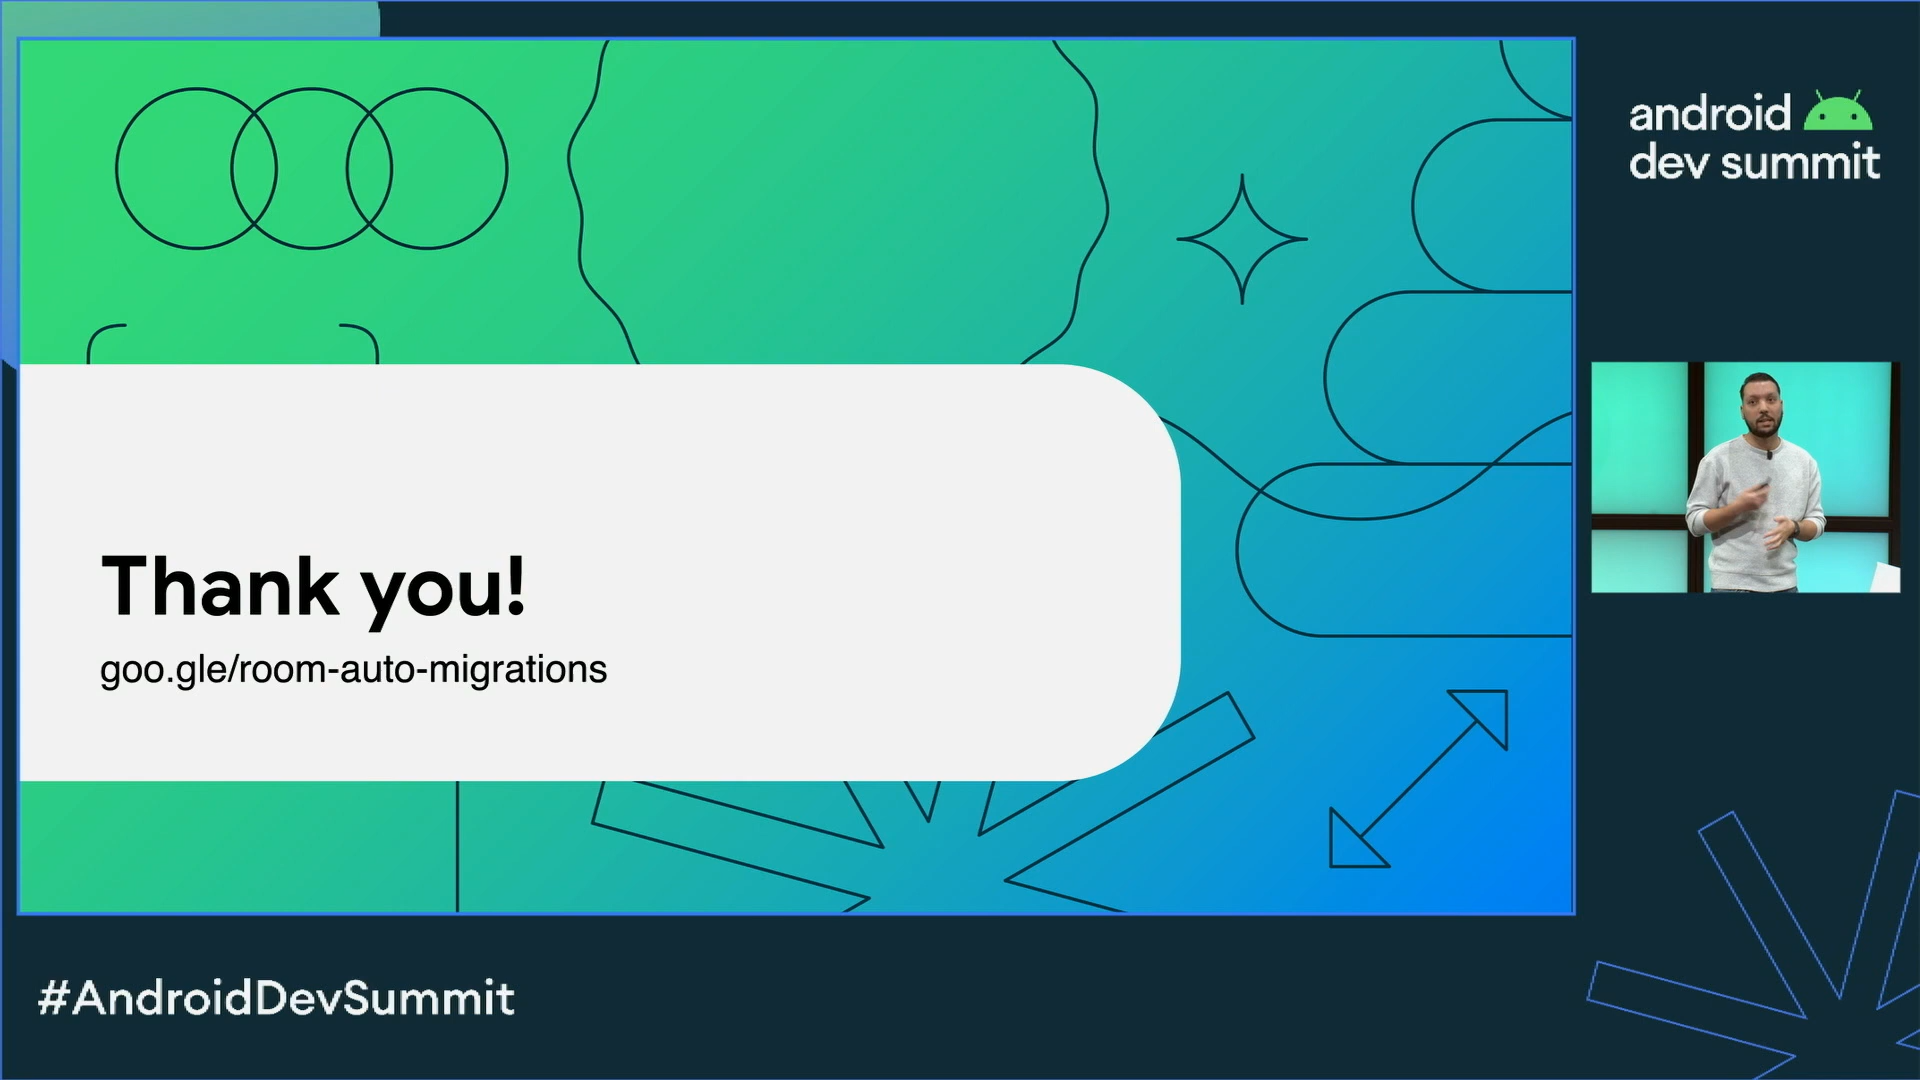 android
dev summit
Thank you!
goo.gle/room-auto-migrations
#AndroidDevSummit